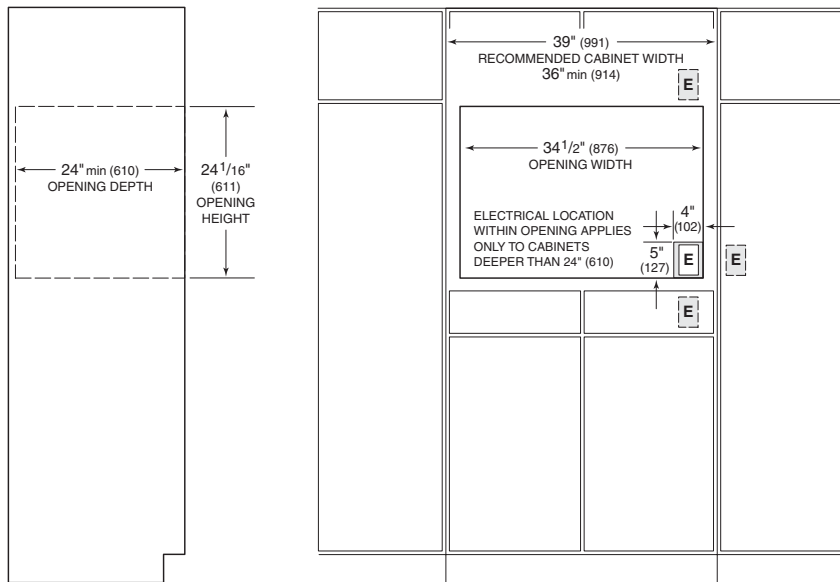 24" min (610)
OPENING DEPTH
24 1/16"
(611)
OPENING
HEIGHT
39" (991)
RECOMMENDED CABINET WIDTH
36" min (914)
E
34 1/2" (876)
OPENING WIDTH
ELECTRICAL LOCATION
WITHIN OPENING APPLIES
ONLY TO CABINETS
DEEPER THAN 24" (610)
4"
(102)
5"
(127)
E
E
E